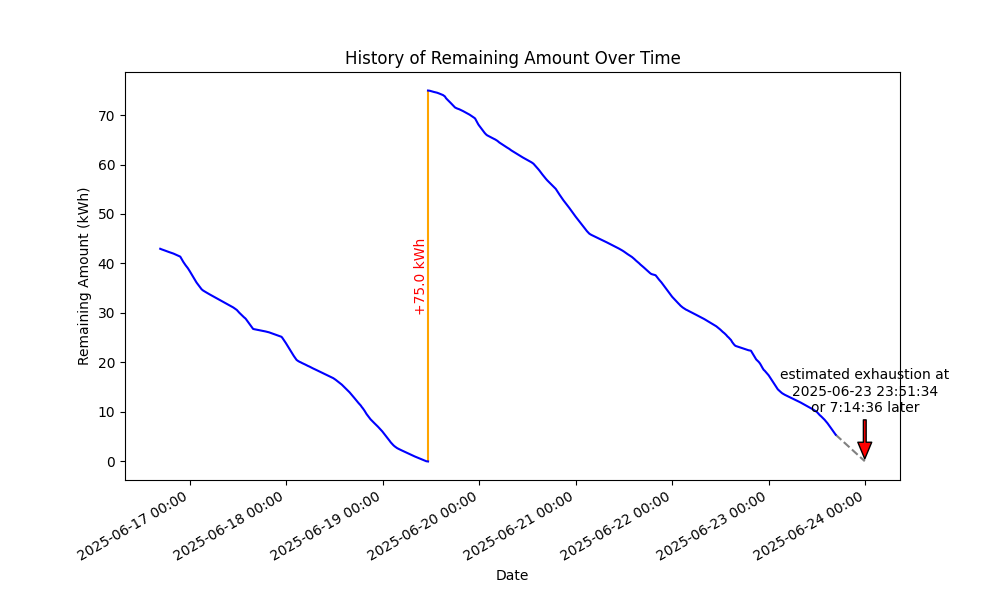 History of Remaining Amount Over Time
Remaining Amount (kWh)
70
60
50
40
30
20
10
0
+75.0 kWh
estimated exhaustion at
2025-06-23 23:51:34
or 7:14:36 later
2025-06-17 00:00
2025-06-18 00:00
2025-06-19 00:00
2025-06-20 00:00
2025-06-21 00:00
2025-06-22 00:00
2025-06-23 00:00
2025-06-24 00:00
Date